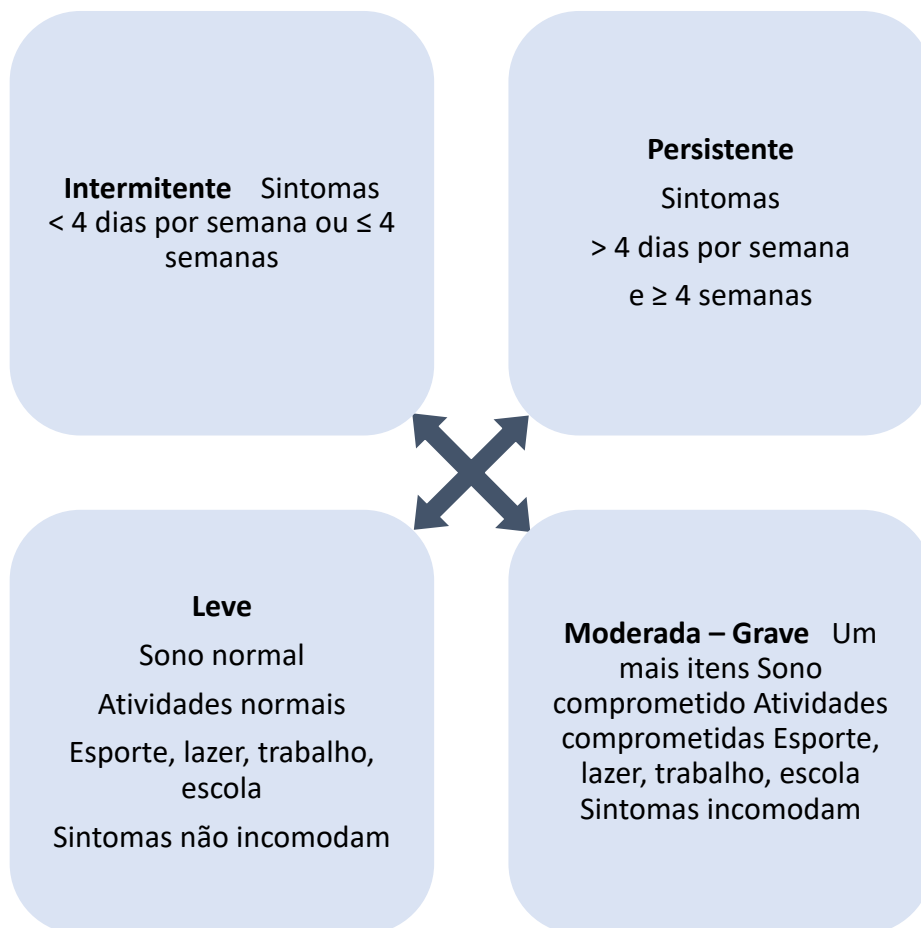 Intermitente Sintomas
< 4 dias por semana ou ≤ 4
semanas
Persistente
Sintomas
> 4 dias por semana
e ≥ 4 semanas
Leve
Sono normal
Atividades normais
Esporte, lazer, trabalho,
escola
Sintomas não incomodam
Moderada – Grave Um
mais itens Sono
comprometido Atividades
comprometidas Esporte,
lazer, trabalho, escola
Sintomas incomodam